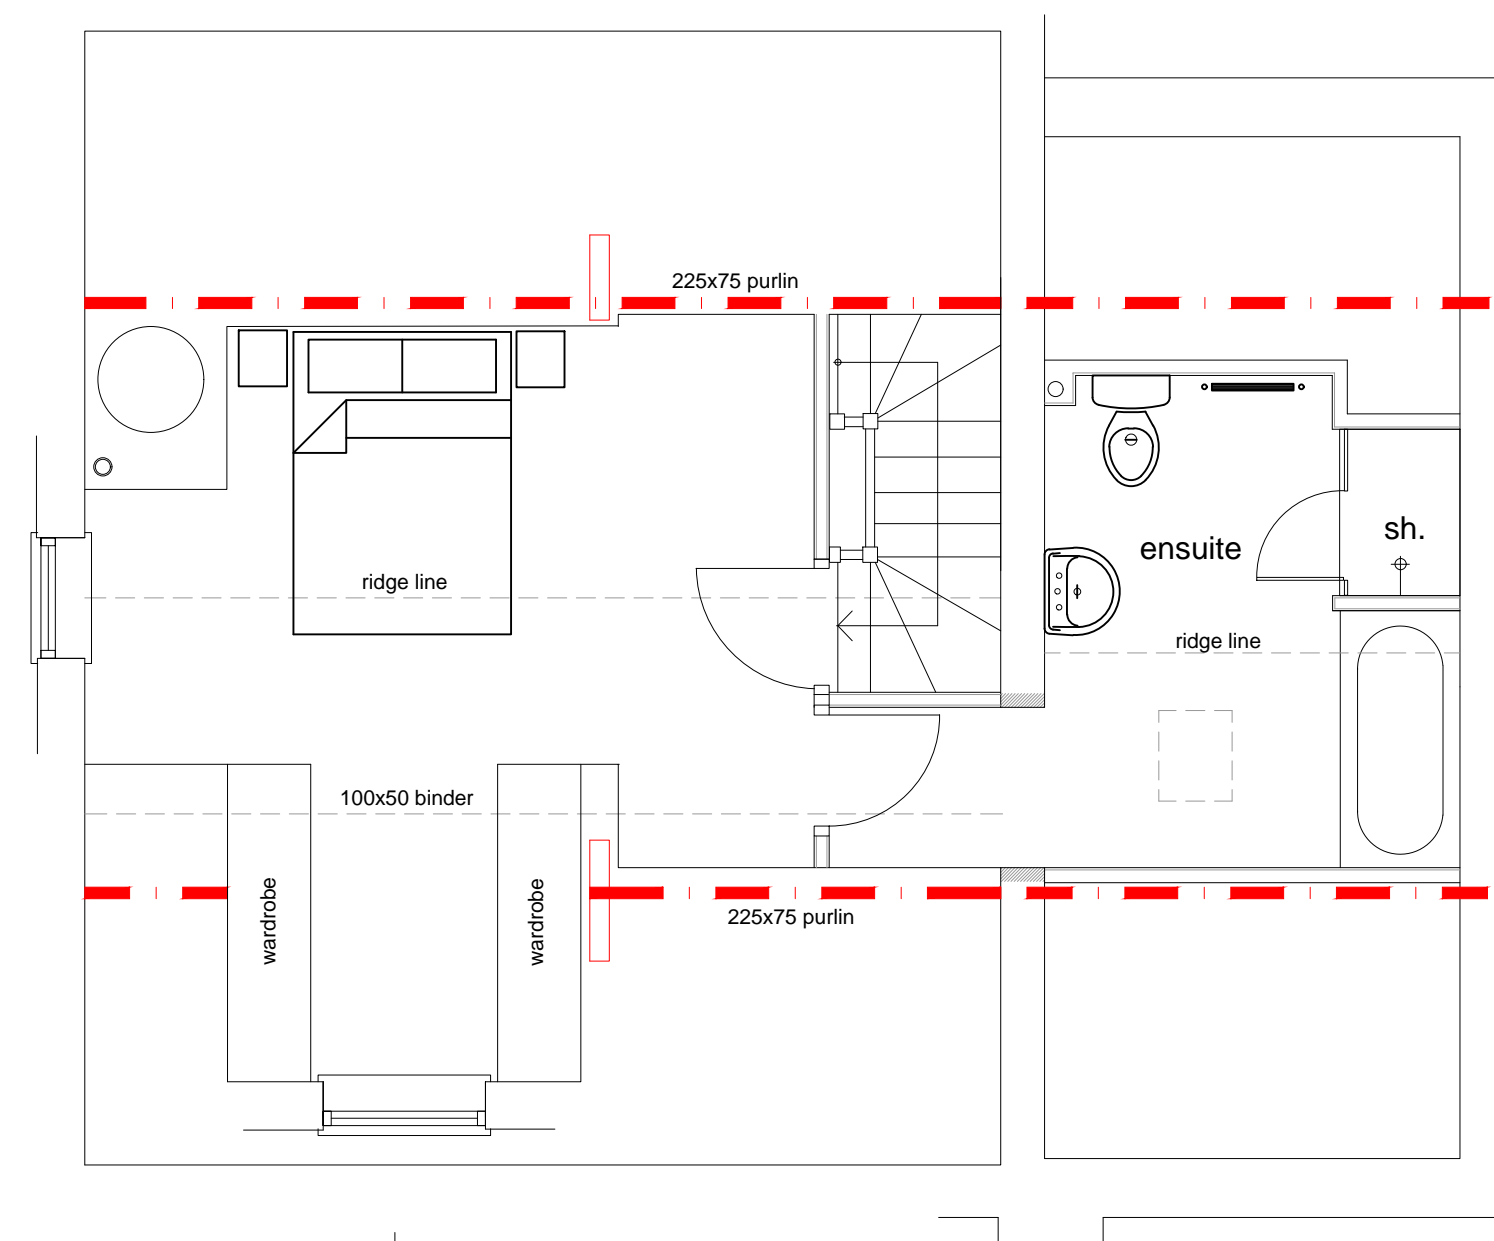 225x75 purlin
sh.
ensuite
ridge line
ridge line
100x50 binder
wardrobe
wardrobe
225x75 purlin